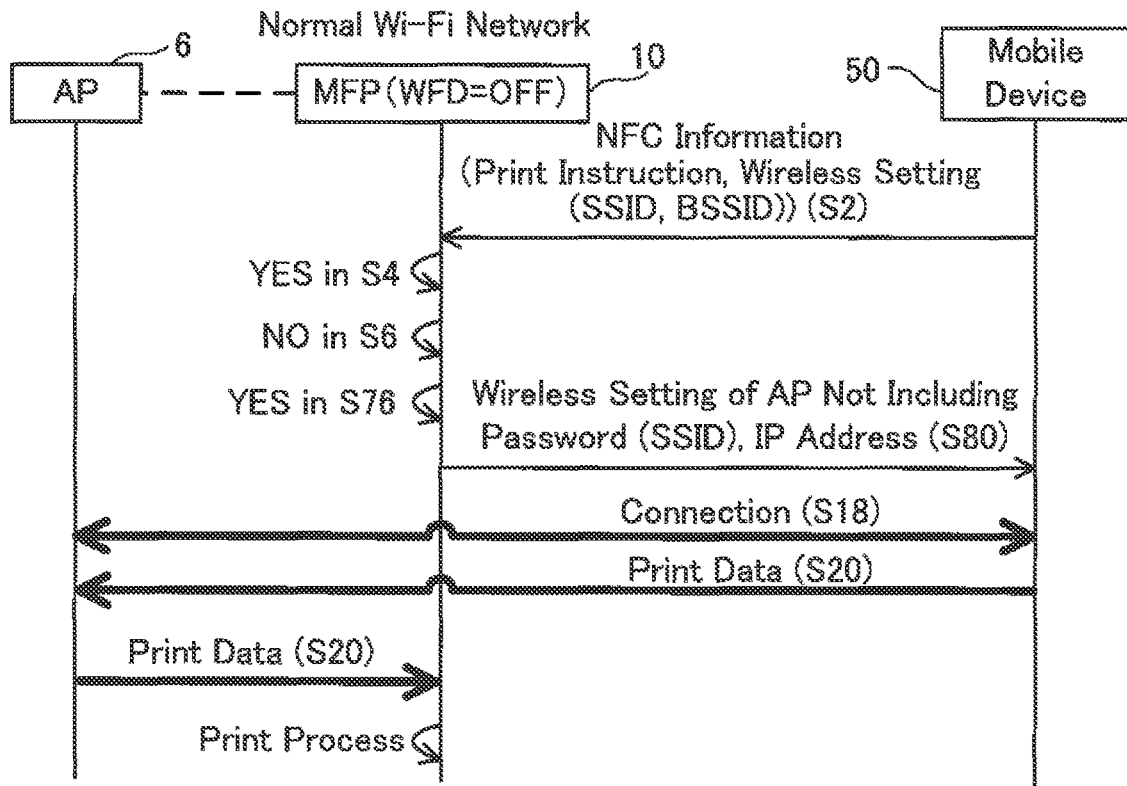 Normal Wi-Fi Network
6
10
50
AP
MFP(WFD=OFF)
Mobile
Device
NFC Information
(Print Instruction, Wireless Setting
(SSID, BSSID)) (S2)
YES in S4
NO in S6
YES in S76
Wireless Setting of AP Not Including
Password (SSID), IP Address (S80)
Connection (S18)
Print Data (S20)
Print Data (S20)
Print Process